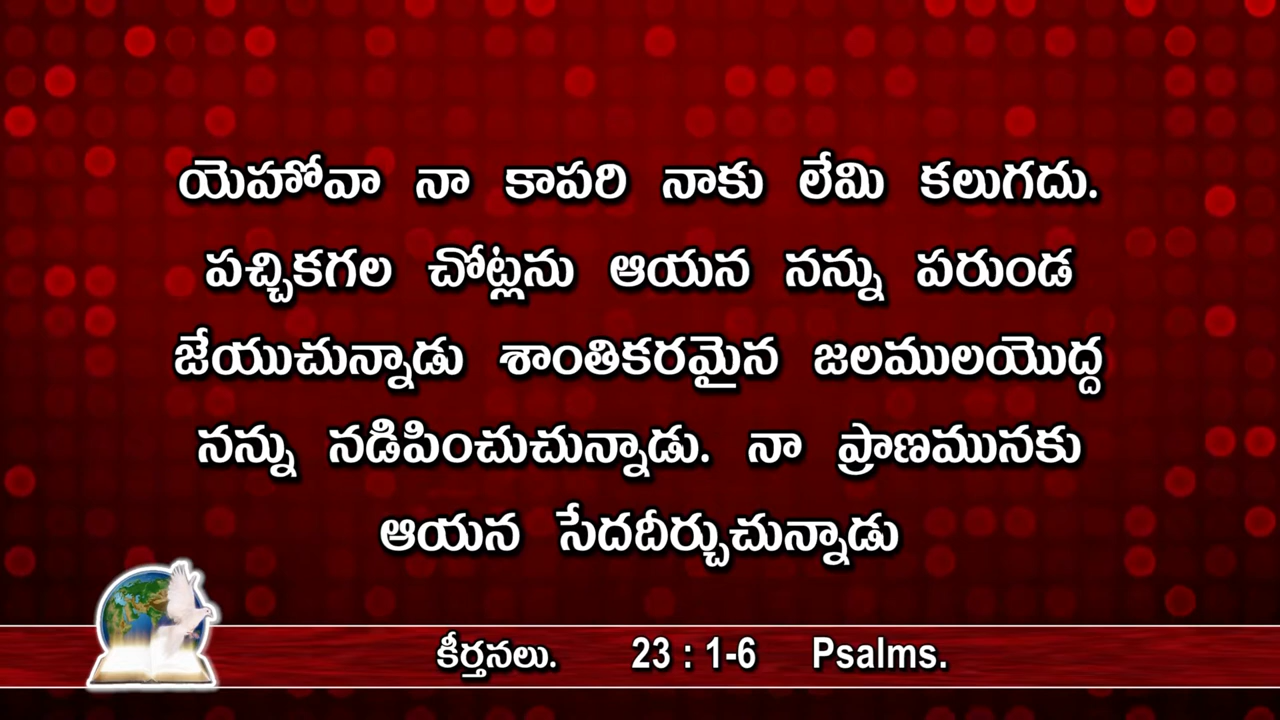 యెహోవా నా కాపరి నాకు లేమి కలుగదు.
పచ్చికగల చోట్లను ఆయన నన్ను పరుండ
జేయుచున్నాడు శాంతికరమైన జలములయొద్ద
నన్ను నడిపించుచున్నాడు. నా ప్రాణమునకు
ఆయన సేదదీర్చుచున్నాడు
కీర్తనలు. 23 : 1-6 Psalms.